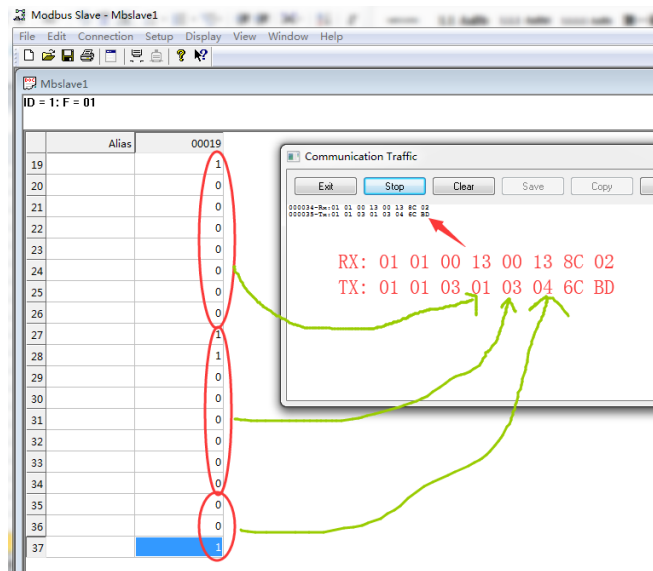 Modbus Slave - Mbslave1
File Edit Connection Setup Display View Window Help
Mbslave1
ID = 1: F = 01
Alias 00019
19 1
20 0
21 0
22 0
23 0
24 0
25 0
26 0
27 1
28 1
29 0
30 0
31 0
32 0
33 0
34 0
35 0
36 0
37 1
Communication Traffic
Exit Stop Clear Save Copy
000034-Rx:01 01 00 13 00 13 8C 02
000035-Tx:01 01 03 01 03 04 6C BD
RX: 01 01 00 13 00 13 8C 02
TX: 01 01 03 01 03 04 6C BD